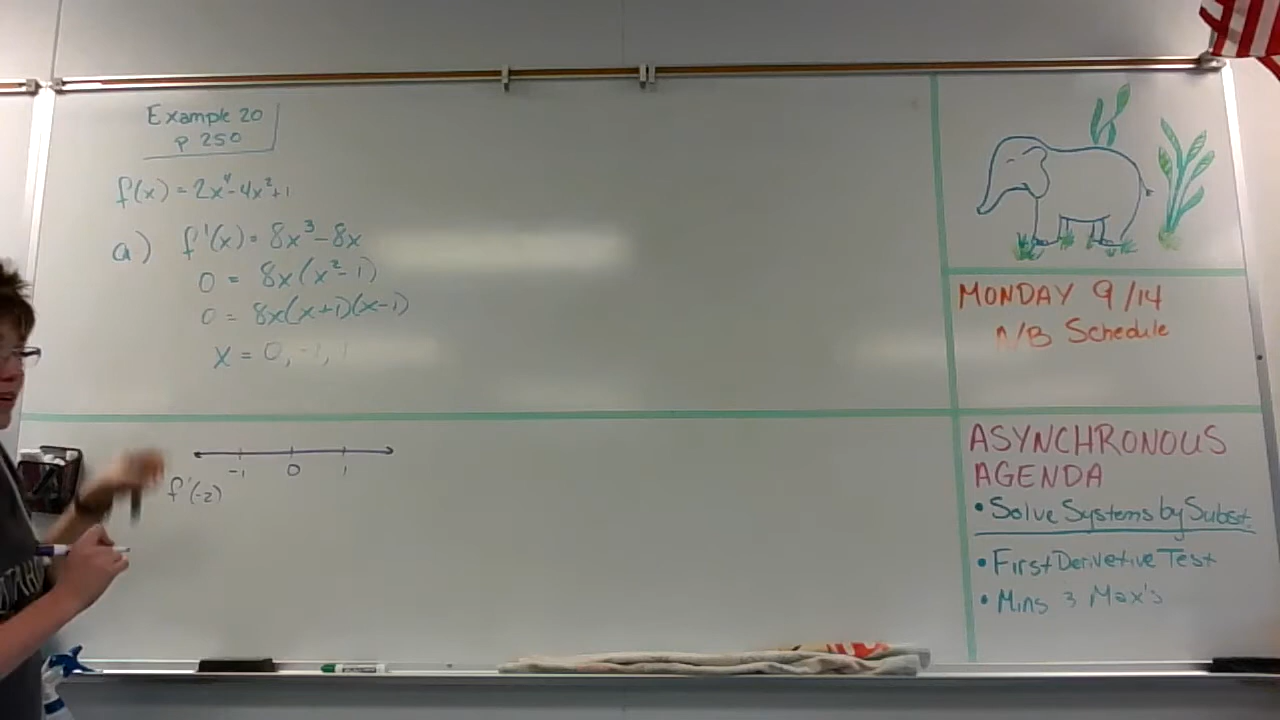 Example 20
p 250
f(x) = 2x⁴-4x²+1
a) f'(x) = 8x³-8x
0 = 8x(x²-1)
0 = 8x(x+1)(x-1)
x = 0, -1, 1
-1 0 1
f'(-2)
MONDAY 9/14
A/B Schedule
ASYNCHRONOUS
AGENDA
• Solve Systems by Subst.
• First Derivetive Test
• Mins & Max's